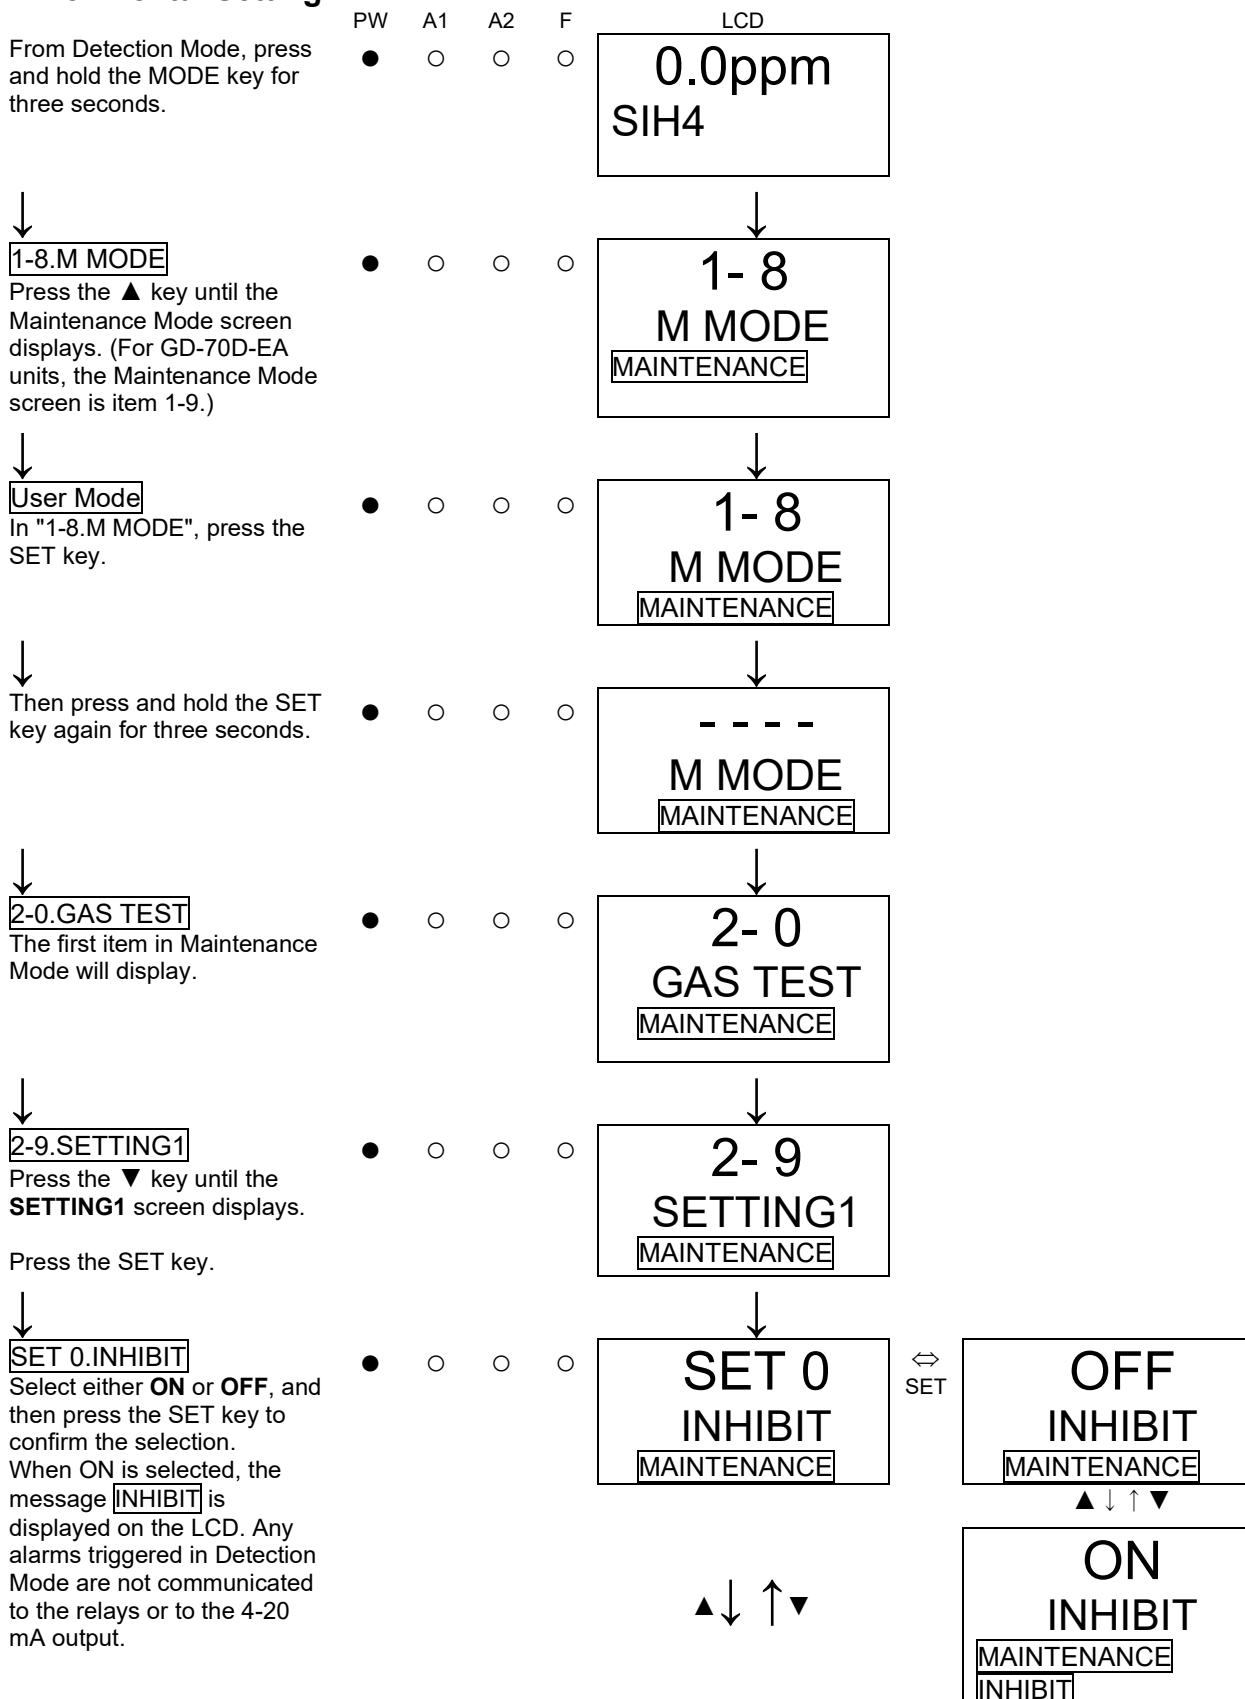 PW A1 A2 F LCD
From Detection Mode, press
and hold the MODE key for
three seconds.
● ○ ○ ○
0.0ppm
SIH4
↓ ↓
1-8.M MODE
Press the ▲ key until the
Maintenance Mode screen
displays. (For GD-70D-EA
units, the Maintenance Mode
screen is item 1-9.)
● ○ ○ ○
1- 8
M MODE
MAINTENANCE
↓ ↓
User Mode
In "1-8.M MODE", press the
SET key.
● ○ ○ ○
1- 8
M MODE
MAINTENANCE
↓ ↓
Then press and hold the SET
key again for three seconds.
● ○ ○ ○
- - - -
M MODE
MAINTENANCE
↓ ↓
2-0.GAS TEST
The first item in Maintenance
Mode will display.
● ○ ○ ○
2- 0
GAS TEST
MAINTENANCE
↓ ↓
2-9.SETTING1
Press the ▼ key until the
SETTING1 screen displays.
Press the SET key.
● ○ ○ ○
2- 9
SETTING1
MAINTENANCE
↓ ↓
SET 0.INHIBIT
Select either ON or OFF, and
then press the SET key to
confirm the selection.
When ON is selected, the
message INHIBIT is
displayed on the LCD. Any
alarms triggered in Detection
Mode are not communicated
to the relays or to the 4-20
mA output.
● ○ ○ ○
SET 0
INHIBIT
MAINTENANCE
⇔
SET
OFF
INHIBIT
MAINTENANCE
▲↓ ↑▼
▲↓ ↑▼
ON
INHIBIT
MAINTENANCE
INHIBIT